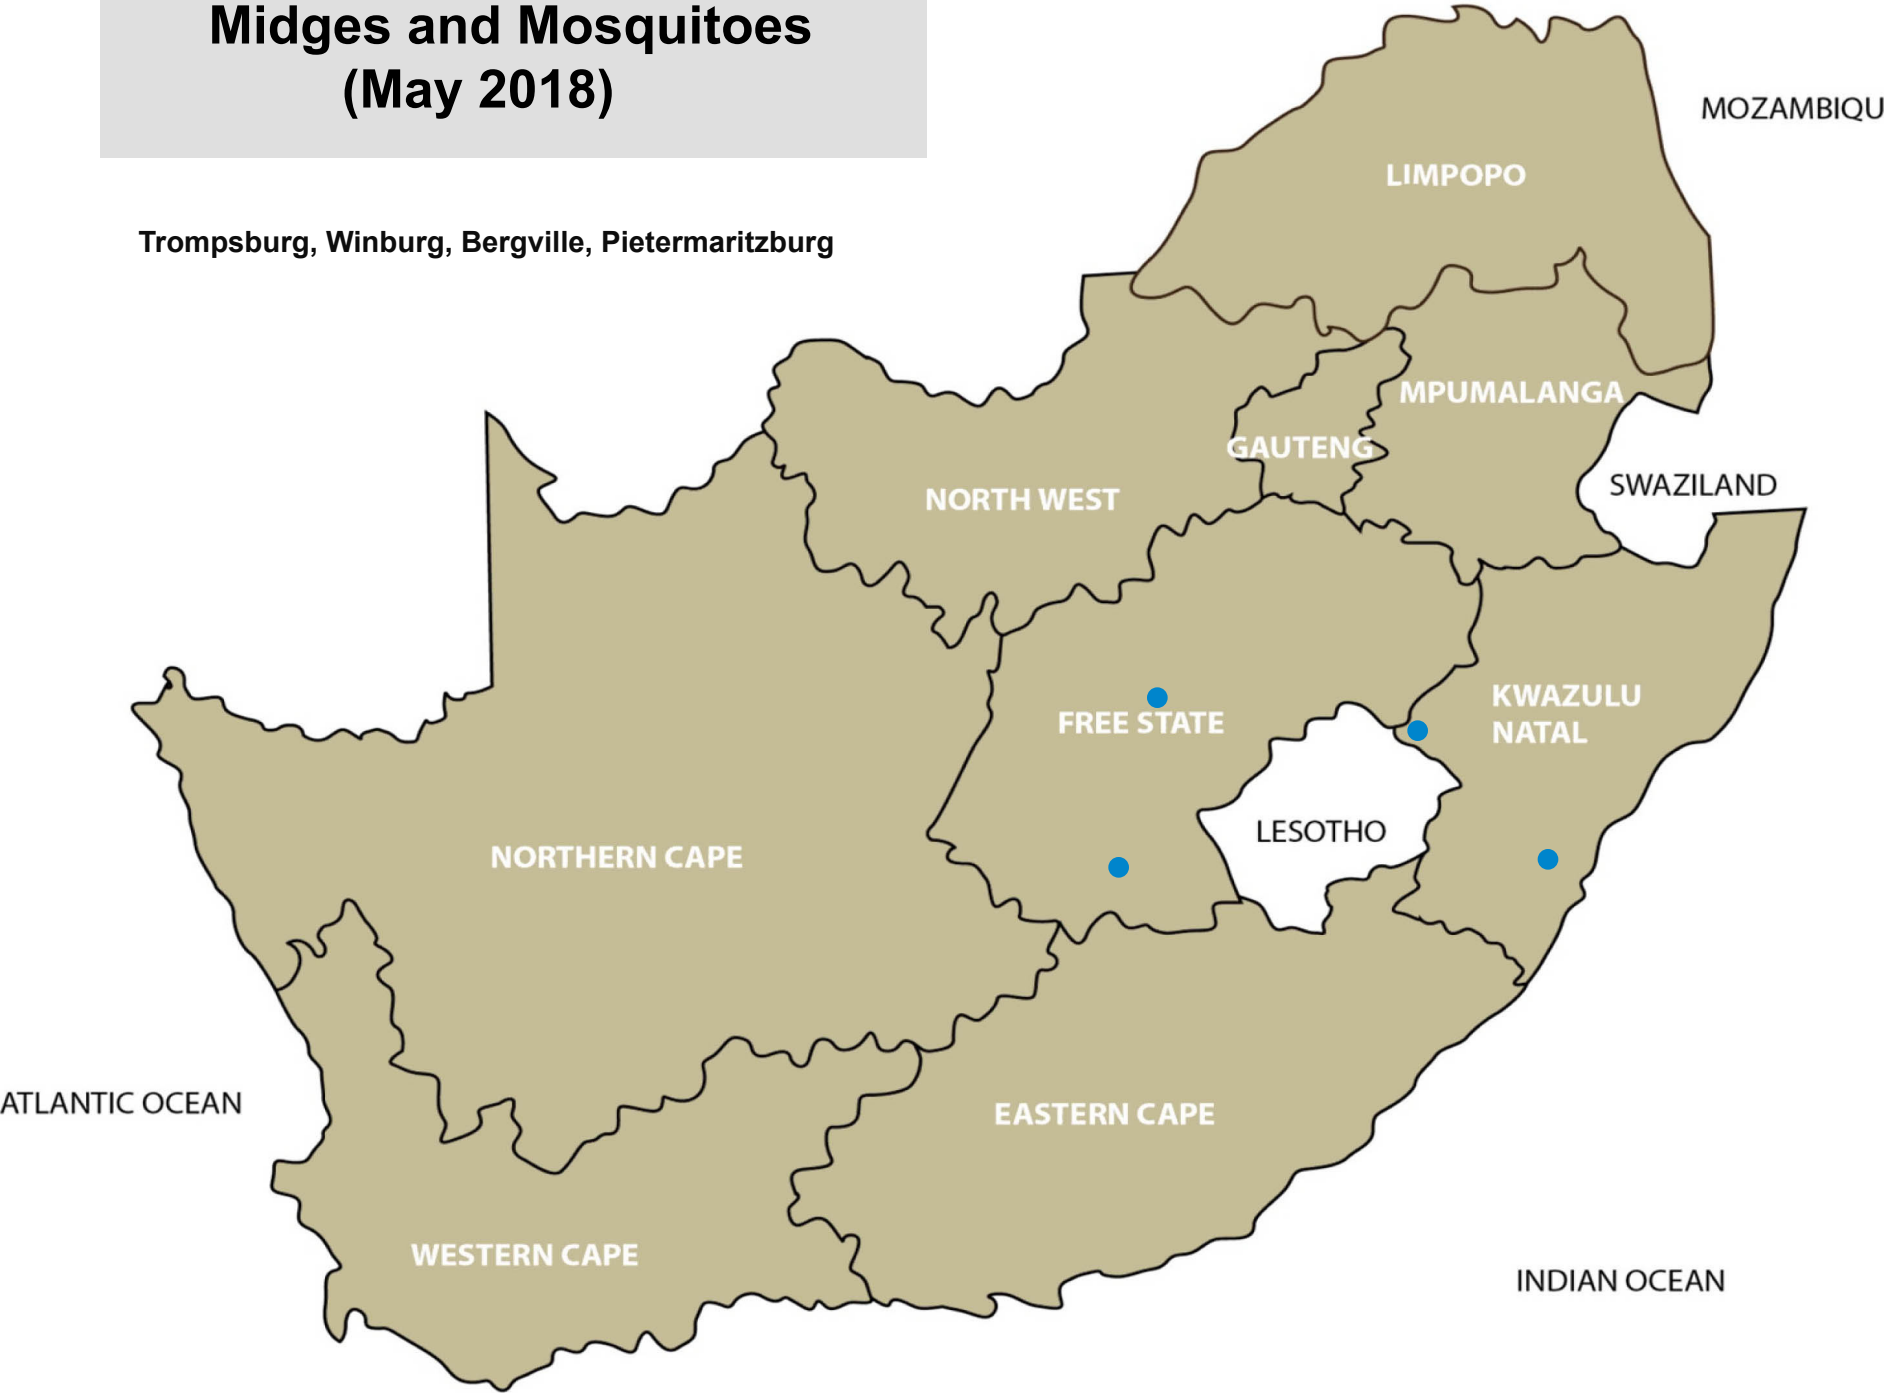 Midges and Mosquitoes
(May 2018)
Trompsburg, Winburg, Bergville, Pietermaritzburg
MOZAMBIQU
LIMPOPO
MPUMALANGA
GAUTENG
SWAZILAND
NORTH WEST
KWAZULU
NATAL
FREE STATE
LESOTHO
NORTHERN CAPE
ATLANTIC OCEAN
EASTERN CAPE
WESTERN CAPE
INDIAN OCEAN